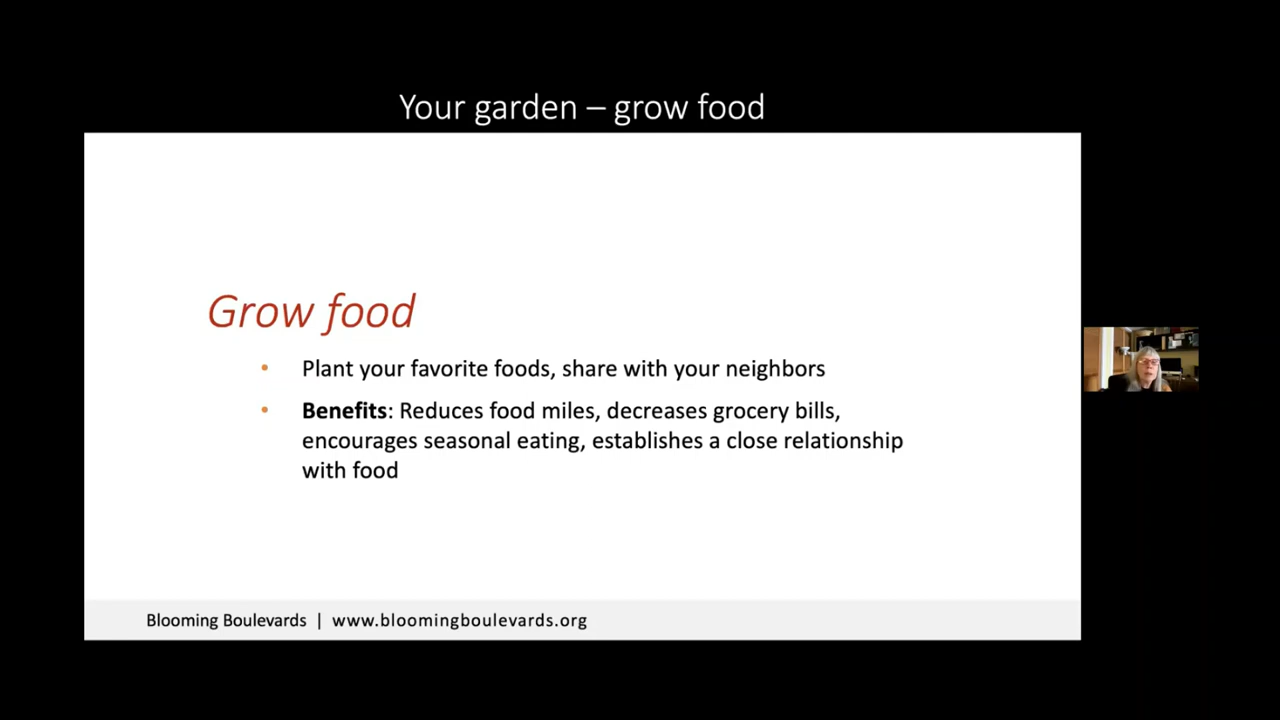 Your garden – grow food
Grow food
• Plant your favorite foods, share with your neighbors
• Benefits: Reduces food miles, decreases grocery bills,
encourages seasonal eating, establishes a close relationship
with food
Blooming Boulevards | www.bloomingboulevards.org